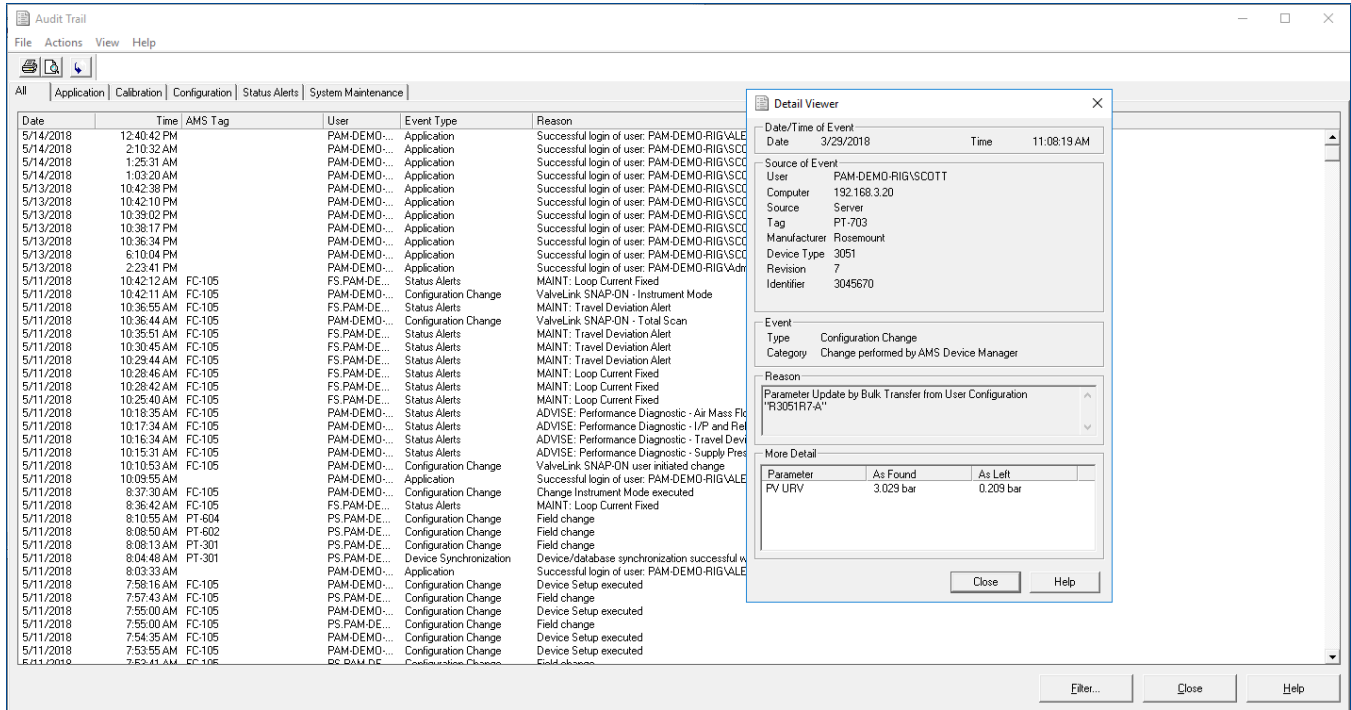 Audit Trail
File Actions View Help
All Application Calibration Configuration Status Alerts System Maintenance
Date Time AMS Tag User Event Type Reason
5/14/2018 12:40:42 PM PAM-DEMO-... Application Successful login of user: PAM-DEMO-RIG\ALE
5/14/2018 2:10:32 AM PAM-DEMO-... Application Successful login of user: PAM-DEMO-RIG\SCO
5/14/2018 1:25:31 AM PAM-DEMO-... Application Successful login of user: PAM-DEMO-RIG\SCO
5/14/2018 1:03:20 AM PAM-DEMO-... Application Successful login of user: PAM-DEMO-RIG\SCO
5/13/2018 10:42:38 PM PAM-DEMO-... Application Successful login of user: PAM-DEMO-RIG\SCO
5/13/2018 10:42:10 PM PAM-DEMO-... Application Successful login of user: PAM-DEMO-RIG\SCO
5/13/2018 10:39:02 PM PAM-DEMO-... Application Successful login of user: PAM-DEMO-RIG\SCO
5/13/2018 10:38:17 PM PAM-DEMO-... Application Successful login of user: PAM-DEMO-RIG\SCO
5/13/2018 10:36:34 PM PAM-DEMO-... Application Successful login of user: PAM-DEMO-RIG\SCO
5/13/2018 6:10:04 PM PAM-DEMO-... Application Successful login of user: PAM-DEMO-RIG\SCO
5/13/2018 2:23:41 PM PAM-DEMO-... Application Successful login of user: PAM-DEMO-RIG\Adm
5/11/2018 10:42:12 AM FC-105 FS.PAM-DE... Status Alerts MAINT: Loop Current Fixed
5/11/2018 10:42:11 AM FC-105 PAM-DEMO-... Configuration Change ValveLink SNAP-ON - Instrument Mode
5/11/2018 10:36:55 AM FC-105 FS.PAM-DE... Status Alerts MAINT: Travel Deviation Alert
5/11/2018 10:36:44 AM FC-105 PAM-DEMO-... Configuration Change ValveLink SNAP-ON - Total Scan
5/11/2018 10:35:51 AM FC-105 FS.PAM-DE... Status Alerts MAINT: Travel Deviation Alert
5/11/2018 10:30:45 AM FC-105 FS.PAM-DE... Status Alerts MAINT: Travel Deviation Alert
5/11/2018 10:29:44 AM FC-105 FS.PAM-DE... Status Alerts MAINT: Travel Deviation Alert
5/11/2018 10:28:46 AM FC-105 FS.PAM-DE... Status Alerts MAINT: Loop Current Fixed
5/11/2018 10:28:42 AM FC-105 FS.PAM-DE... Status Alerts MAINT: Loop Current Fixed
5/11/2018 10:25:40 AM FC-105 FS.PAM-DE... Status Alerts MAINT: Loop Current Fixed
5/11/2018 10:18:35 AM FC-105 PAM-DEMO-... Status Alerts ADVISE: Performance Diagnostic - Air Mass Flo
5/11/2018 10:17:34 AM FC-105 PAM-DEMO-... Status Alerts ADVISE: Performance Diagnostic - I/P and Rel
5/11/2018 10:16:34 AM FC-105 PAM-DEMO-... Status Alerts ADVISE: Performance Diagnostic - Travel Devi
5/11/2018 10:15:31 AM FC-105 PAM-DEMO-... Status Alerts ADVISE: Performance Diagnostic - Supply Pres
5/11/2018 10:10:53 AM FC-105 PAM-DEMO-... Configuration Change ValveLink SNAP-ON user initiated change
5/11/2018 10:09:55 AM PAM-DEMO-... Application Successful login of user: PAM-DEMO-RIG\ALE
5/11/2018 8:37:30 AM FC-105 PAM-DEMO-... Configuration Change Change Instrument Mode executed
5/11/2018 8:36:42 AM FC-105 FS.PAM-DE... Status Alerts MAINT: Loop Current Fixed
5/11/2018 8:10:55 AM PT-604 PS.PAM-DE... Configuration Change Field change
5/11/2018 8:08:50 AM PT-602 PS.PAM-DE... Configuration Change Field change
5/11/2018 8:08:13 AM PT-301 PS.PAM-DE... Configuration Change Field change
5/11/2018 8:04:48 AM PT-301 PS.PAM-DE... Device Synchronization Device/database synchronization successful w
5/11/2018 8:03:33 AM PAM-DEMO-... Application Successful login of user: PAM-DEMO-RIG\ALE
5/11/2018 7:58:16 AM FC-105 PAM-DEMO-... Configuration Change Device Setup executed
5/11/2018 7:57:43 AM FC-105 PS.PAM-DE... Configuration Change Field change
5/11/2018 7:55:00 AM FC-105 PAM-DEMO-... Configuration Change Device Setup executed
5/11/2018 7:55:00 AM FC-105 PS.PAM-DE... Configuration Change Field change
5/11/2018 7:54:35 AM FC-105 PAM-DEMO-... Configuration Change Device Setup executed
5/11/2018 7:53:55 AM FC-105 PAM-DEMO-... Configuration Change Device Setup executed
5/11/2018 7:53:41 AM FC-105 PS.PAM-DE... Configuration Change Field change
Filter... Close Help
Detail Viewer
Date/Time of Event
Date 3/29/2018 Time 11:08:19 AM
Source of Event
User PAM-DEMO-RIG\SCOTT
Computer 192.168.3.20
Source Server
Tag PT-703
Manufacturer Rosemount
Device Type 3051
Revision 7
Identifier 3045670
Event
Type Configuration Change
Category Change performed by AMS Device Manager
Reason
Parameter Update by Bulk Transfer from User Configuration
"R3051R7-A"
More Detail
Parameter As Found As Left
PV URV 3.029 bar 0.209 bar
Close Help